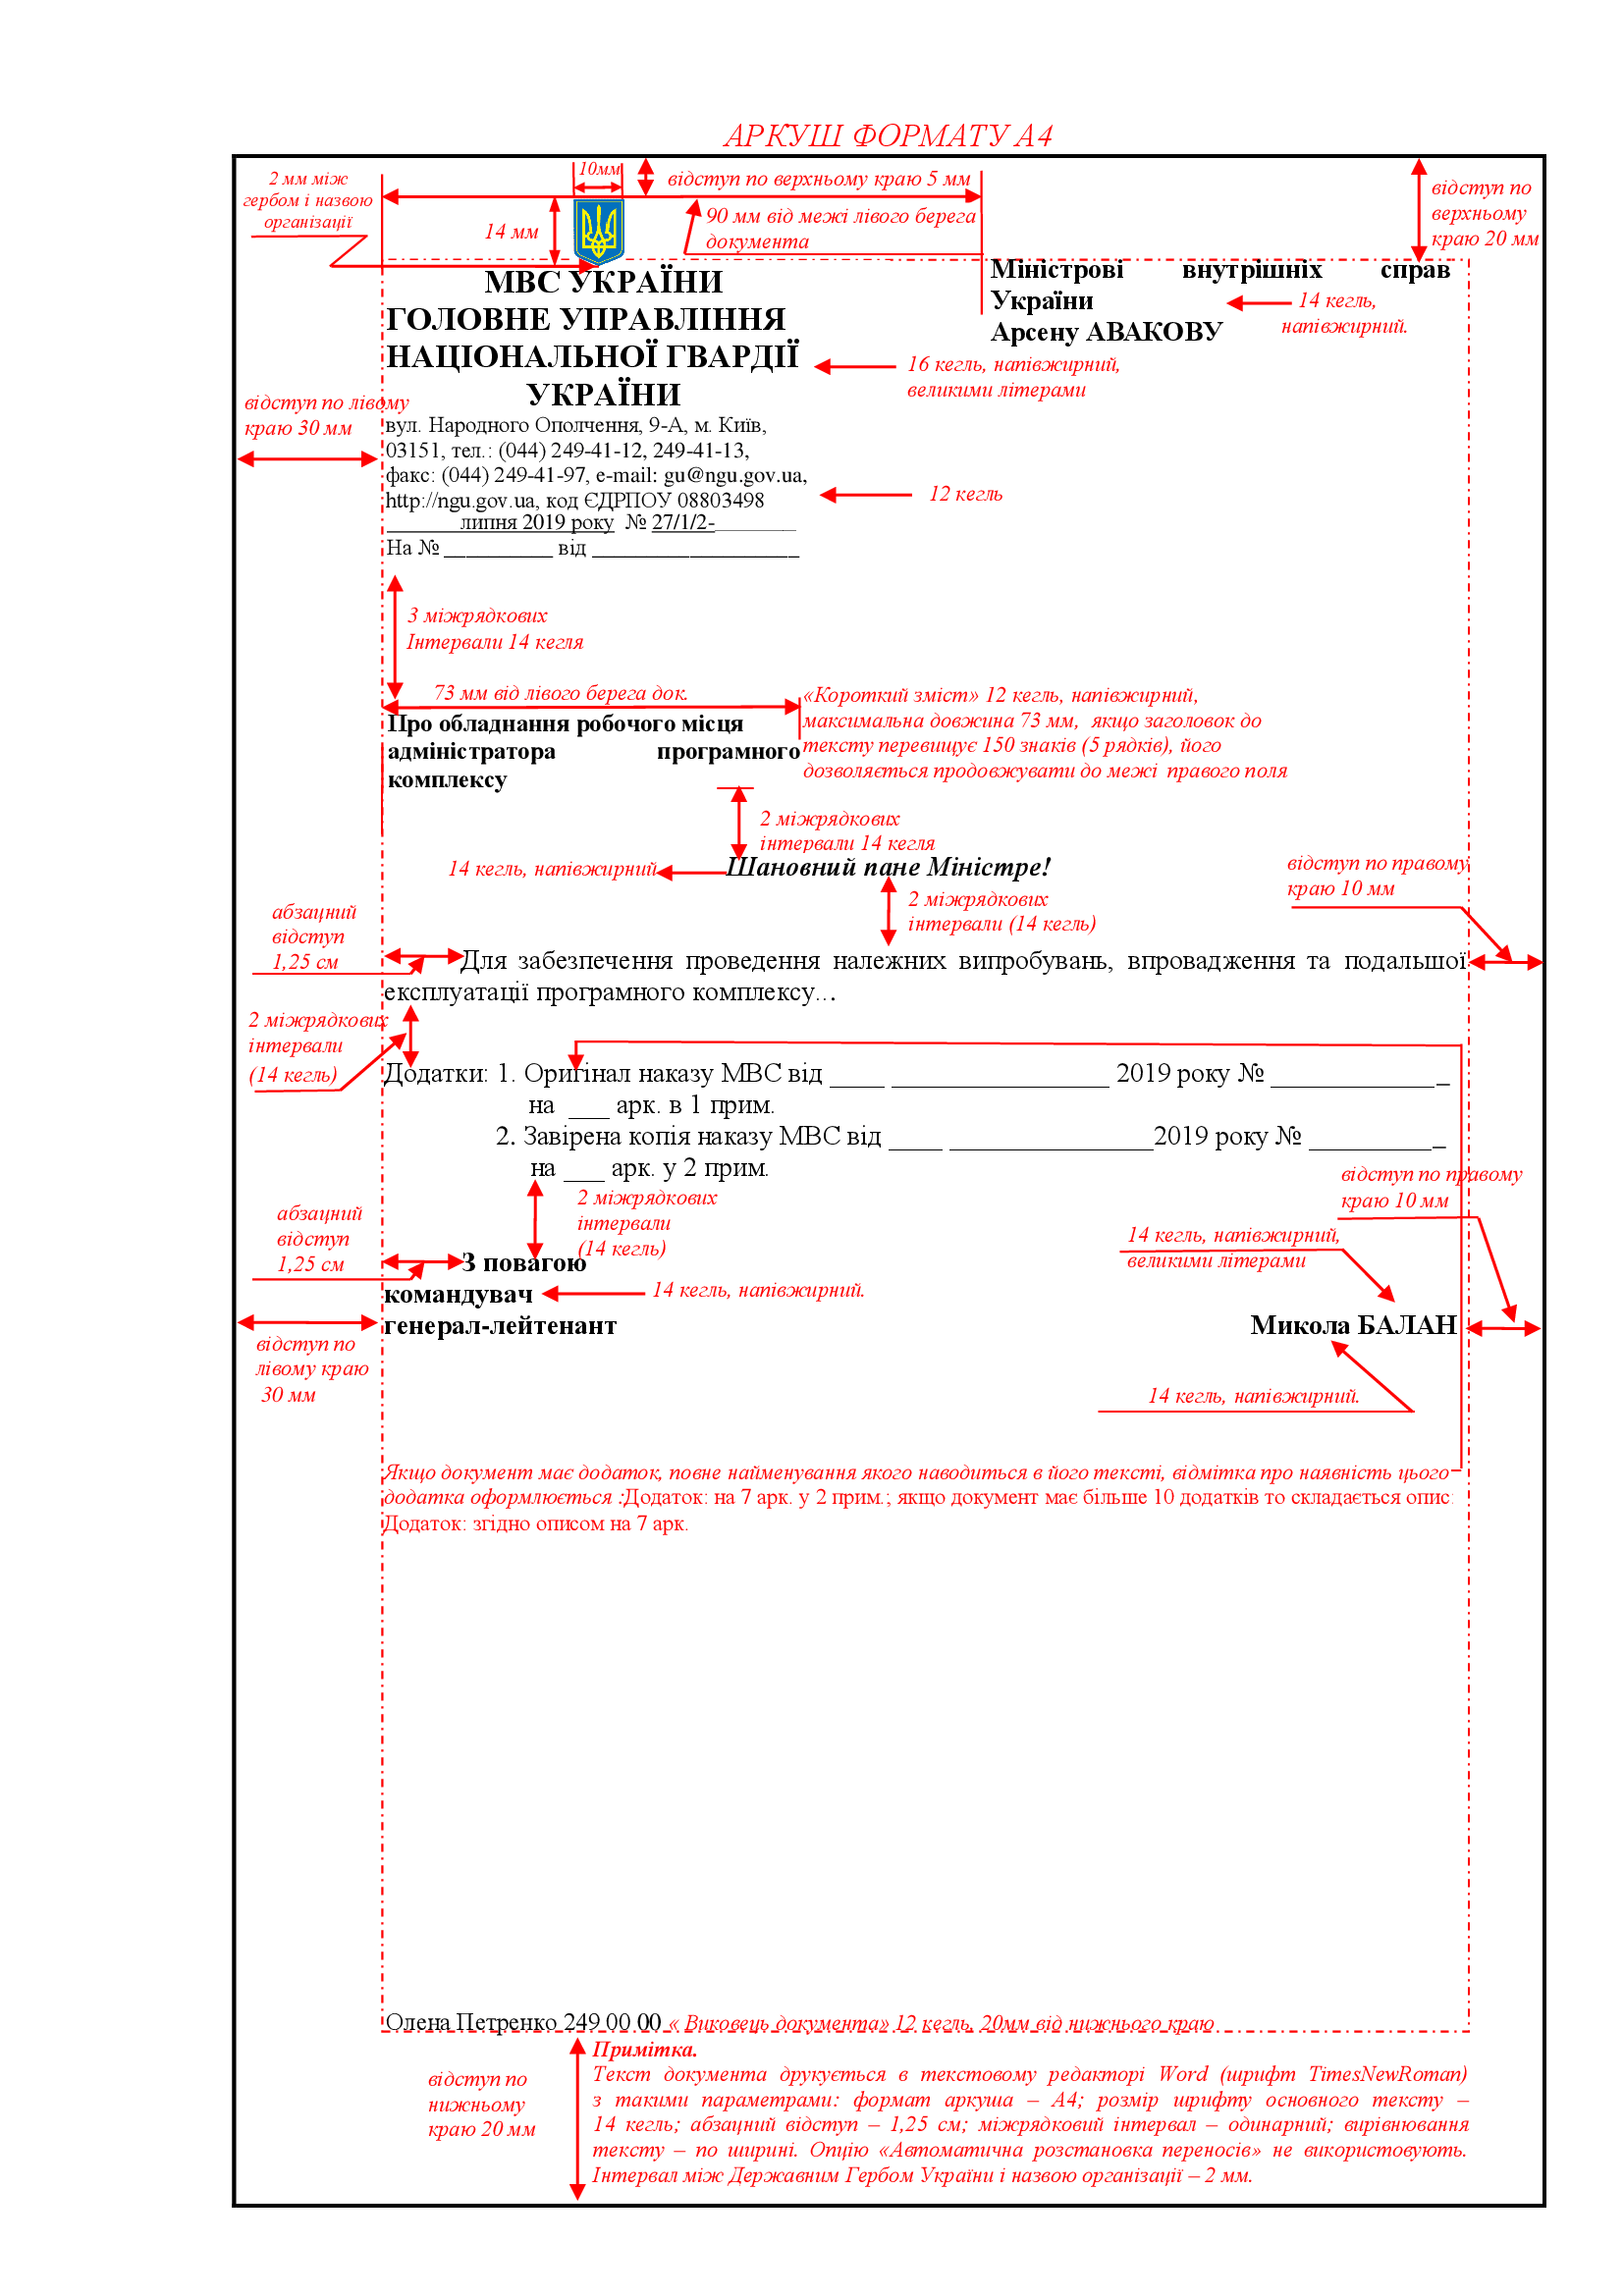 АРКУШ ФОРМАТУ А4
2 мм між
гербом і назвою
організації
10мм
відступ по верхньому краю 5 мм
14 мм
90 мм від межі лівого берега
документа
відступ по
верхньому
краю 20 мм
МВС УКРАЇНИ
ГОЛОВНЕ УПРАВЛІННЯ
НАЦІОНАЛЬНОЇ ГВАРДІЇ
УКРАЇНИ
Міністрові внутрішніх справ
України
Арсену АВАКОВУ
14 кегль,
напівжирний.
16 кегль, напівжирний,
великими літерами
відступ по лівому
краю 30 мм
вул. Народного Ополчення, 9-А, м. Київ,
03151, тел.: (044) 249-41-12, 249-41-13,
факс: (044) 249-41-97, e-mail: gu@ngu.gov.ua,
http://ngu.gov.ua, код ЄДРПОУ 08803498
12 кегль
_______липня 2019 року № 27/1/2-________
На № __________ від ___________________
3 міжрядкових
Інтервали 14 кегля
73 мм від лівого берега док.
Про обладнання робочого місця
адміністратора програмного
комплексу
«Короткий зміст» 12 кегль, напівжирний,
максимальна довжина 73 мм, якщо заголовок до
тексту перевищує 150 знаків (5 рядків), його
дозволяється продовжувати до межі правого поля
2 міжрядкових
інтервали 14 кегля
14 кегль, напівжирний
Шановний пане Міністре!
відступ по правому
краю 10 мм
2 міжрядкових
інтервали (14 кегль)
абзацний
відступ
1,25 см
Для забезпечення проведення належних випробувань, впровадження та подальшої
експлуатації програмного комплексу...
2 міжрядкових
інтервали
(14 кегль)
Додатки: 1. Оригінал наказу МВС від ____ ________________ 2019 року № _____________
на ___ арк. в 1 прим.
2. Завірена копія наказу МВС від ____ _______________2019 року № __________
на ___ арк. у 2 прим.
відступ по правому
краю 10 мм
2 міжрядкових
інтервали
(14 кегль)
абзацний
відступ
1,25 см
14 кегль, напівжирний,
великими літерами
З повагою
командувач
генерал-лейтенант
14 кегль, напівжирний.
Микола БАЛАН
відступ по
лівому краю
30 мм
14 кегль, напівжирний.
Якщо документ має додаток, повне найменування якого наводиться в його тексті, відмітка про наявність цього
додатка оформлюється :Додаток: на 7 арк. у 2 прим.; якщо документ має більше 10 додатків то складається опис:
Додаток: згідно описом на 7 арк.
Олена Петренко 249 00 00 « Виковець документа» 12 кегль, 20мм від нижнього краю
відступ по
нижньому
краю 20 мм
Примітка.
Текст документа друкується в текстовому редакторі Word (шрифт TimesNewRoman)
з такими параметрами: формат аркуша – А4; розмір шрифту основного тексту –
14 кегль; абзацний відступ – 1,25 см; міжрядковий інтервал – одинарний; вирівнювання
тексту – по ширині. Опцію «Автоматична розстановка переносів» не використовують.
Інтервал між Державним Гербом України і назвою організації – 2 мм.